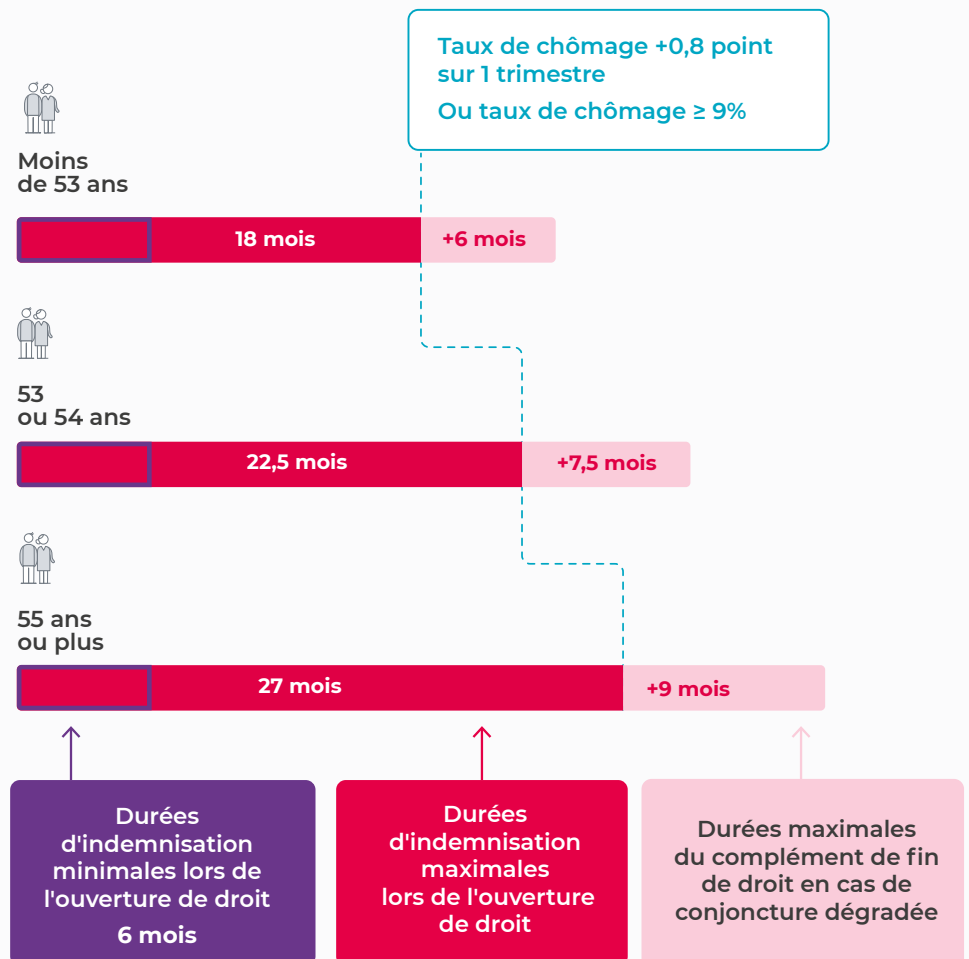 Taux de chômage +0,8 point
sur 1 trimestre
Ou taux de chômage ≥ 9%
Moins
de 53 ans
18 mois
+6 mois
53
ou 54 ans
22,5 mois
+7,5 mois
55 ans
ou plus
27 mois
+9 mois
Durées
d'indemnisation
minimales lors de
l'ouverture de droit
6 mois
Durées
d'indemnisation
maximales
lors de l'ouverture
de droit
Durées maximales
du complément de fin
de droit en cas de
conjoncture dégradée